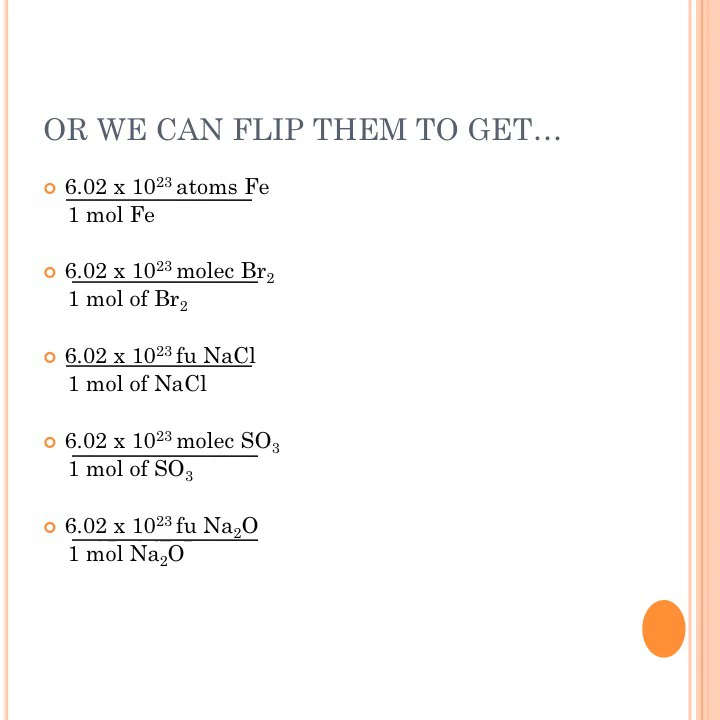 OR WE CAN FLIP THEM TO GET…
6.02 x 10²³ atoms Fe
1 mol Fe
6.02 x 10²³ molec Br₂
1 mol of Br₂
6.02 x 10²³ fu NaCl
1 mol of NaCl
6.02 x 10²³ molec SO₃
1 mol of SO₃
6.02 x 10²³ fu Na₂O
1 mol Na₂O